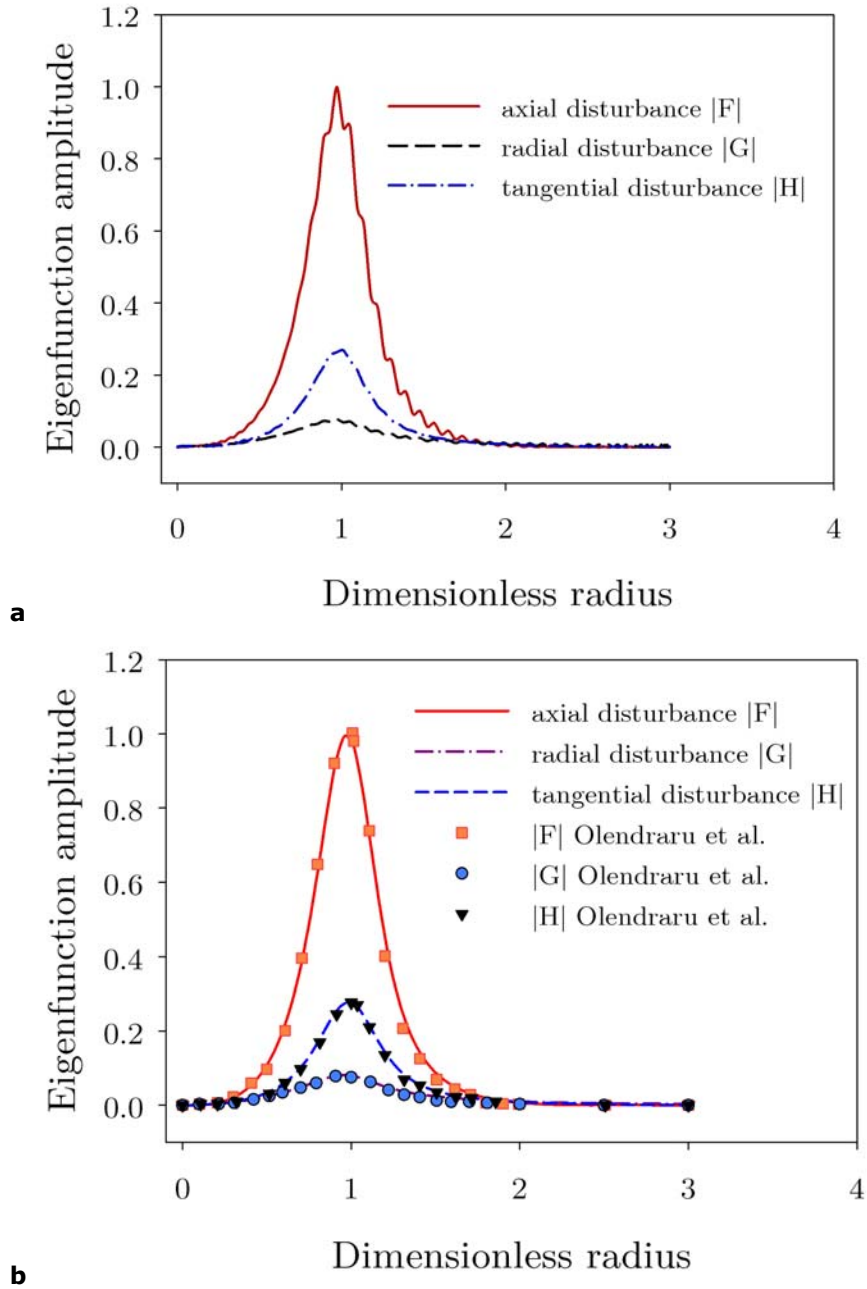 1.2
1.0
0.8
0.6
0.4
0.2
0.0
Eigenfunction amplitude
axial disturbance |F|
radial disturbance |G|
tangential disturbance |H|
0 1 2 3 4
Dimensionless radius
a
1.2
1.0
0.8
0.6
0.4
0.2
0.0
Eigenfunction amplitude
axial disturbance |F|
radial disturbance |G|
tangential disturbance |H|
|F| Olendraru et al.
|G| Olendraru et al.
|H| Olendraru et al.
0 1 2 3 4
Dimensionless radius
b